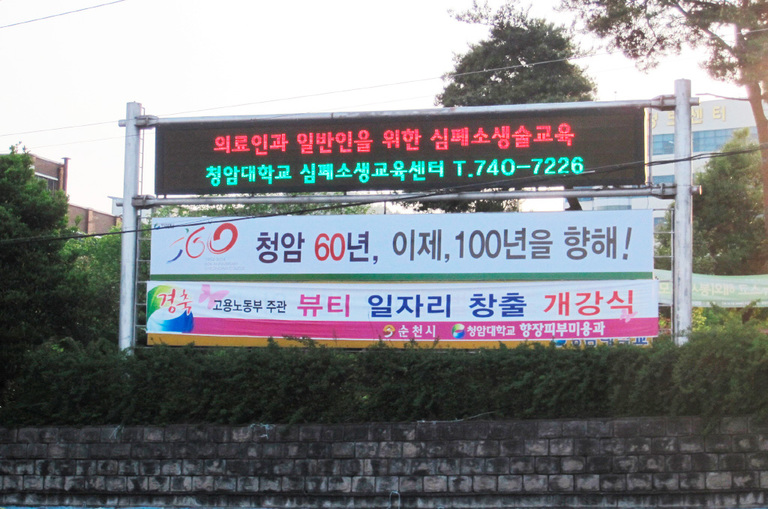 의료인과 일반인을 위한 심폐소생술교육
청암대학교 심폐소생교육센터 T.740-7226
60 청암 60년, 이제, 100년을 향해!
경축 고용노동부 주관 뷰티 일자리 창출 개강식
순천시 청암대학교 향장피부미용과